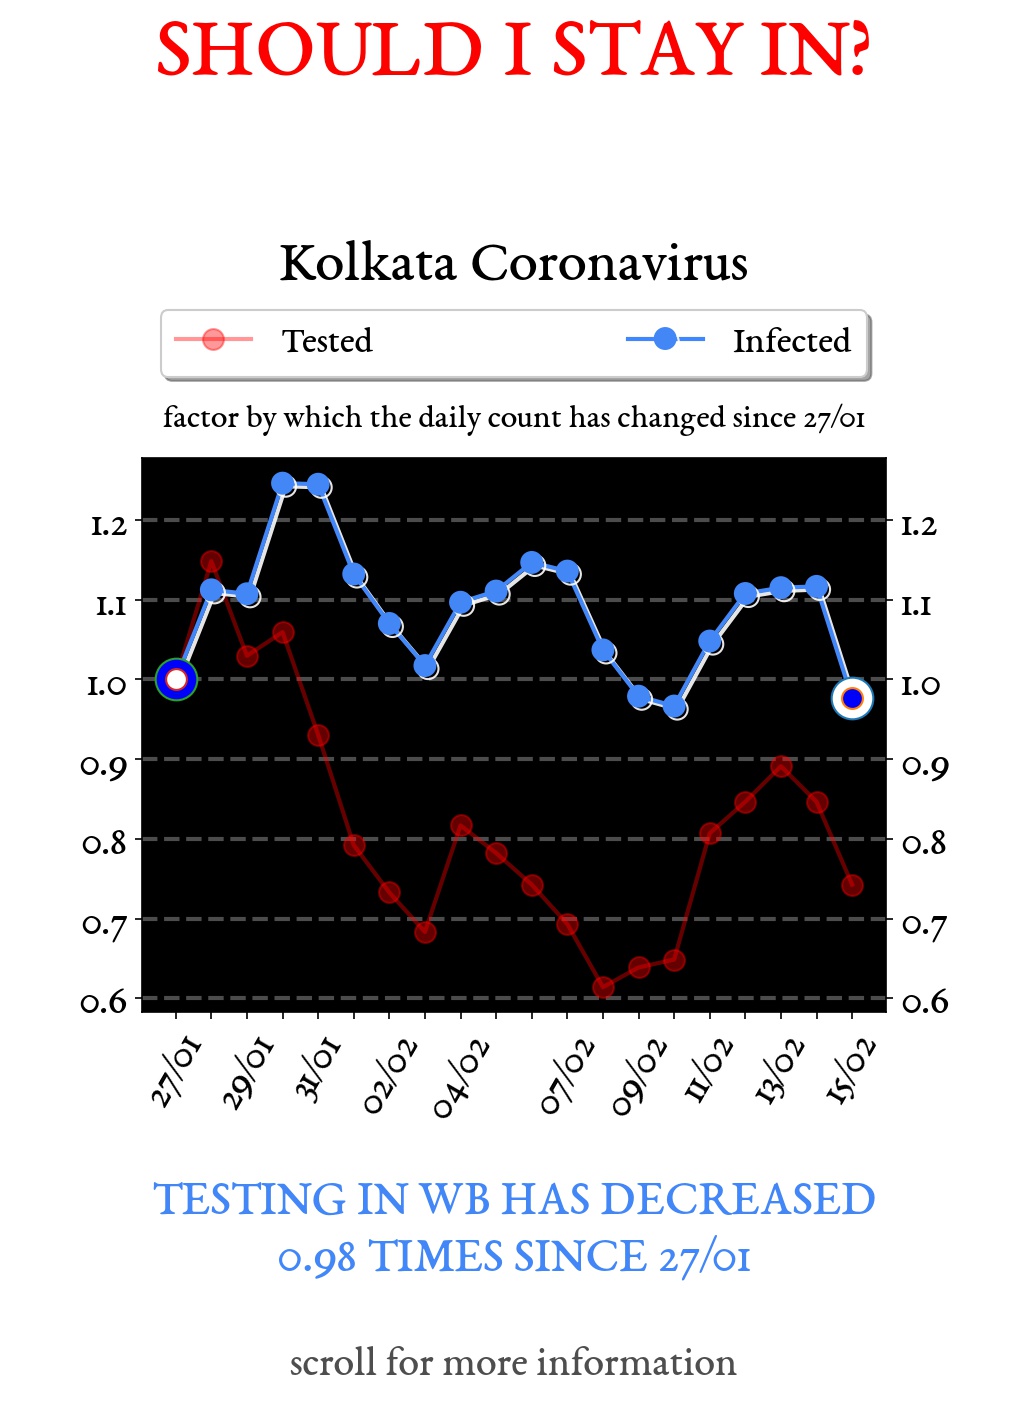 SHOULD I STAY IN?
Kolkata Coronavirus
Tested Infected
factor by which the daily count has changed since 27/01
1.2 1.2
1.1 1.1
1.0 1.0
0.9 0.9
0.8 0.8
0.7 0.7
0.6 0.6
27/01 29/01 31/01 02/02 04/02 07/02 09/02 11/02 13/02 15/02
TESTING IN WB HAS DECREASED
0.98 TIMES SINCE 27/01
scroll for more information